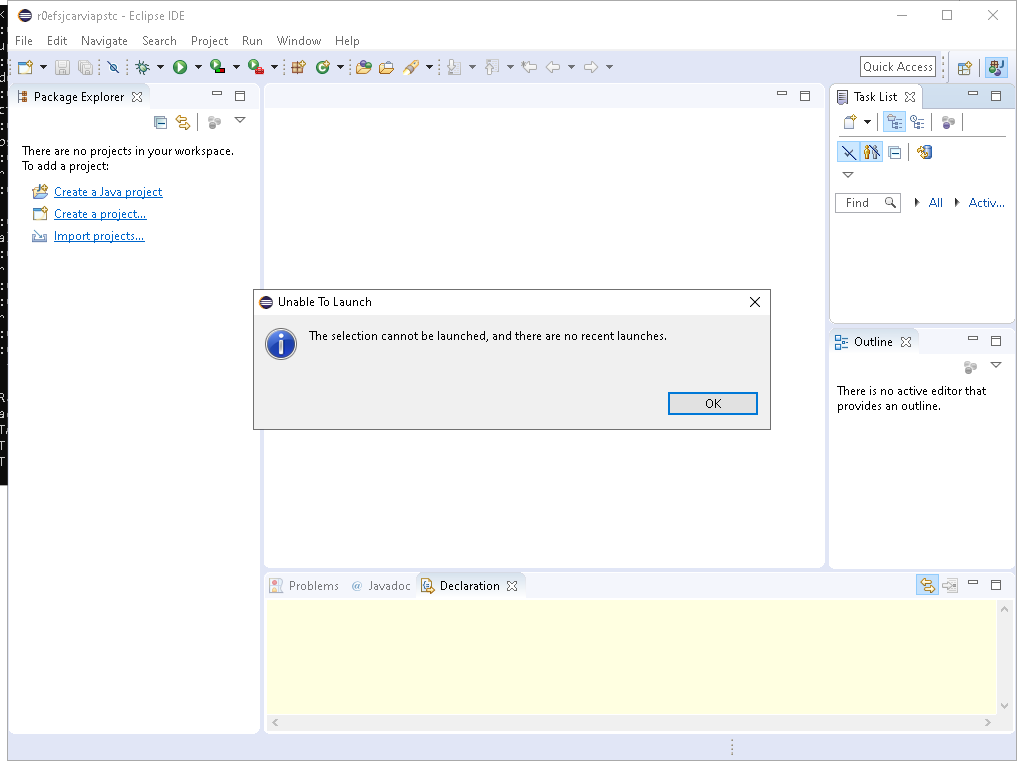 r0efsjcarviapstc - Eclipse IDE
File Edit Navigate Search Project Run Window Help
Quick Access
Package Explorer
There are no projects in your workspace.
To add a project:
Create a Java project
Create a project...
Import projects...
Task List
Find All Activ...
Unable To Launch
The selection cannot be launched, and there are no recent launches.
OK
Outline
There is no active editor that
provides an outline.
Problems @ Javadoc Declaration